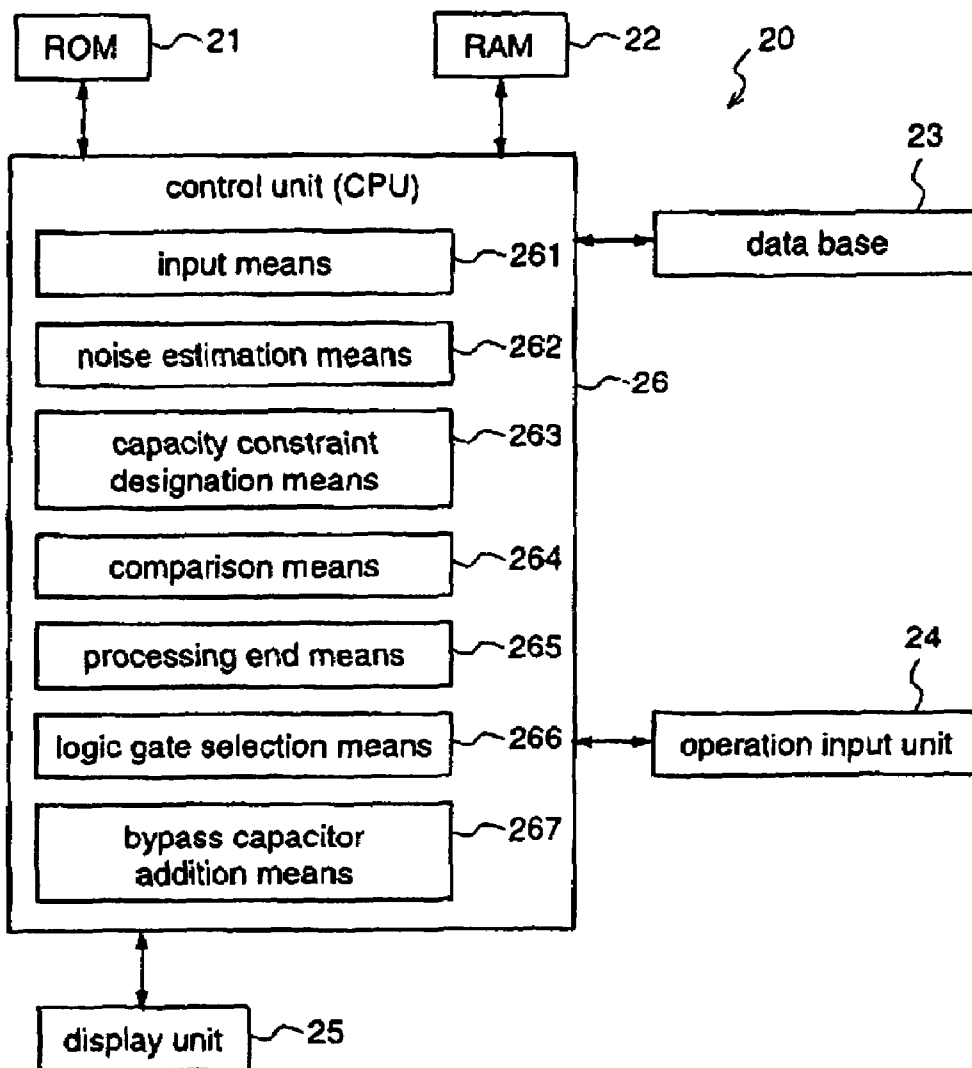 ROM 21
RAM 22
20
23
control unit (CPU)
data base
input means 261
noise estimation means 262
26
capacity constraint
designation means 263
comparison means 264
processing end means 265
24
logic gate selection means 266
operation input unit
bypass capacitor
addition means 267
display unit 25